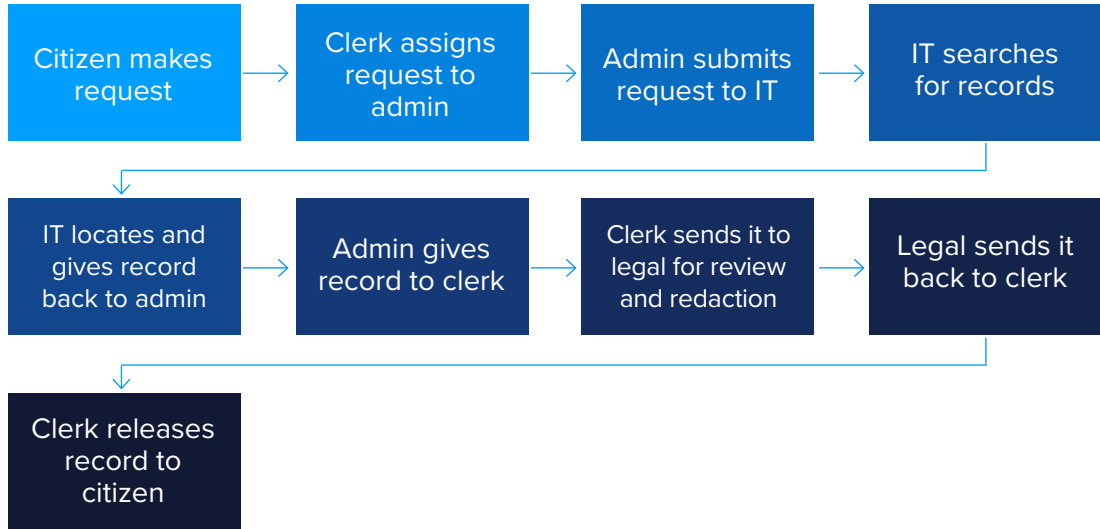 Citizen makes
request
Clerk assigns
request to
admin
Admin submits
request to IT
IT searches
for records
IT locates and
gives record
back to admin
Admin gives
record to clerk
Clerk sends it to
legal for review
and redaction
Legal sends it
back to clerk
Clerk releases
record to
citizen